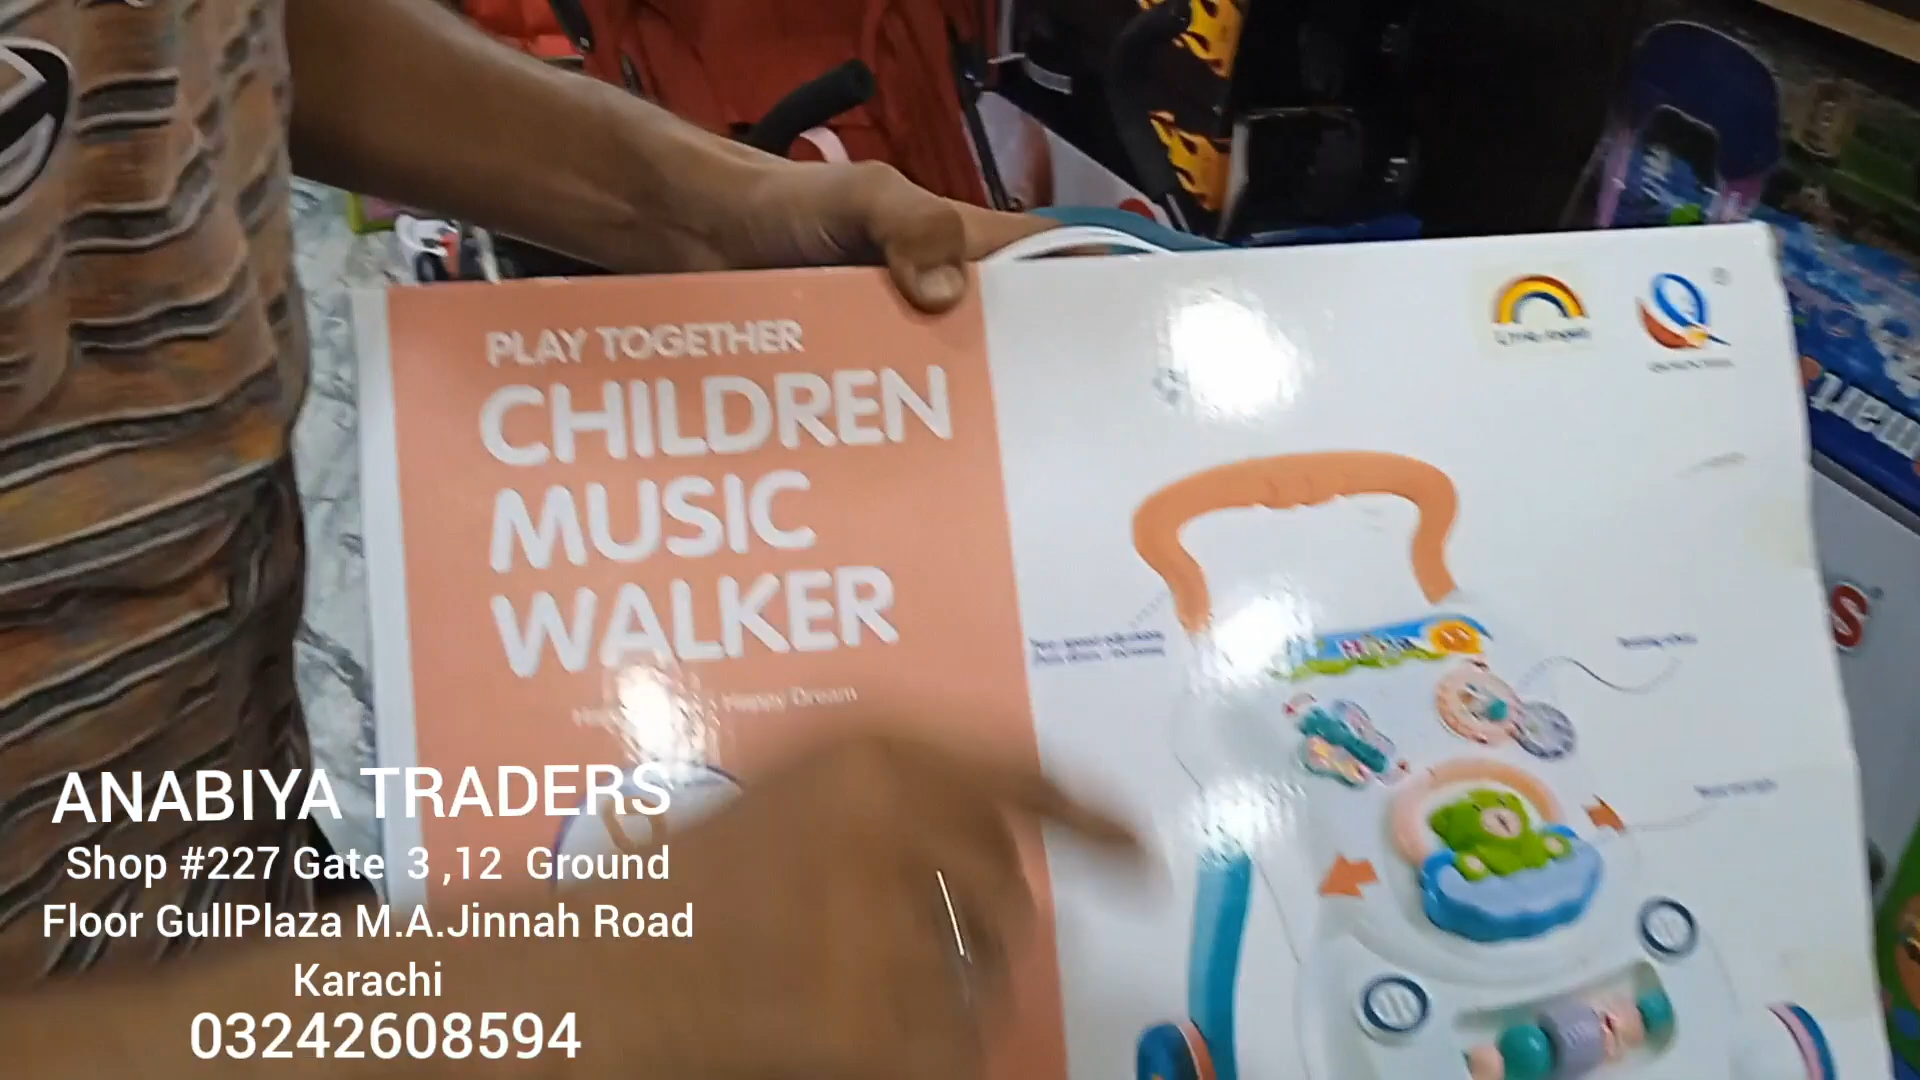 PLAY TOGETHER
CHILDREN
MUSIC
WALKER
Happy Dream
ANABIYA TRADERS
Shop #227 Gate 3 ,12 Ground
Floor GullPlaza M.A.Jinnah Road
Karachi
03242608594